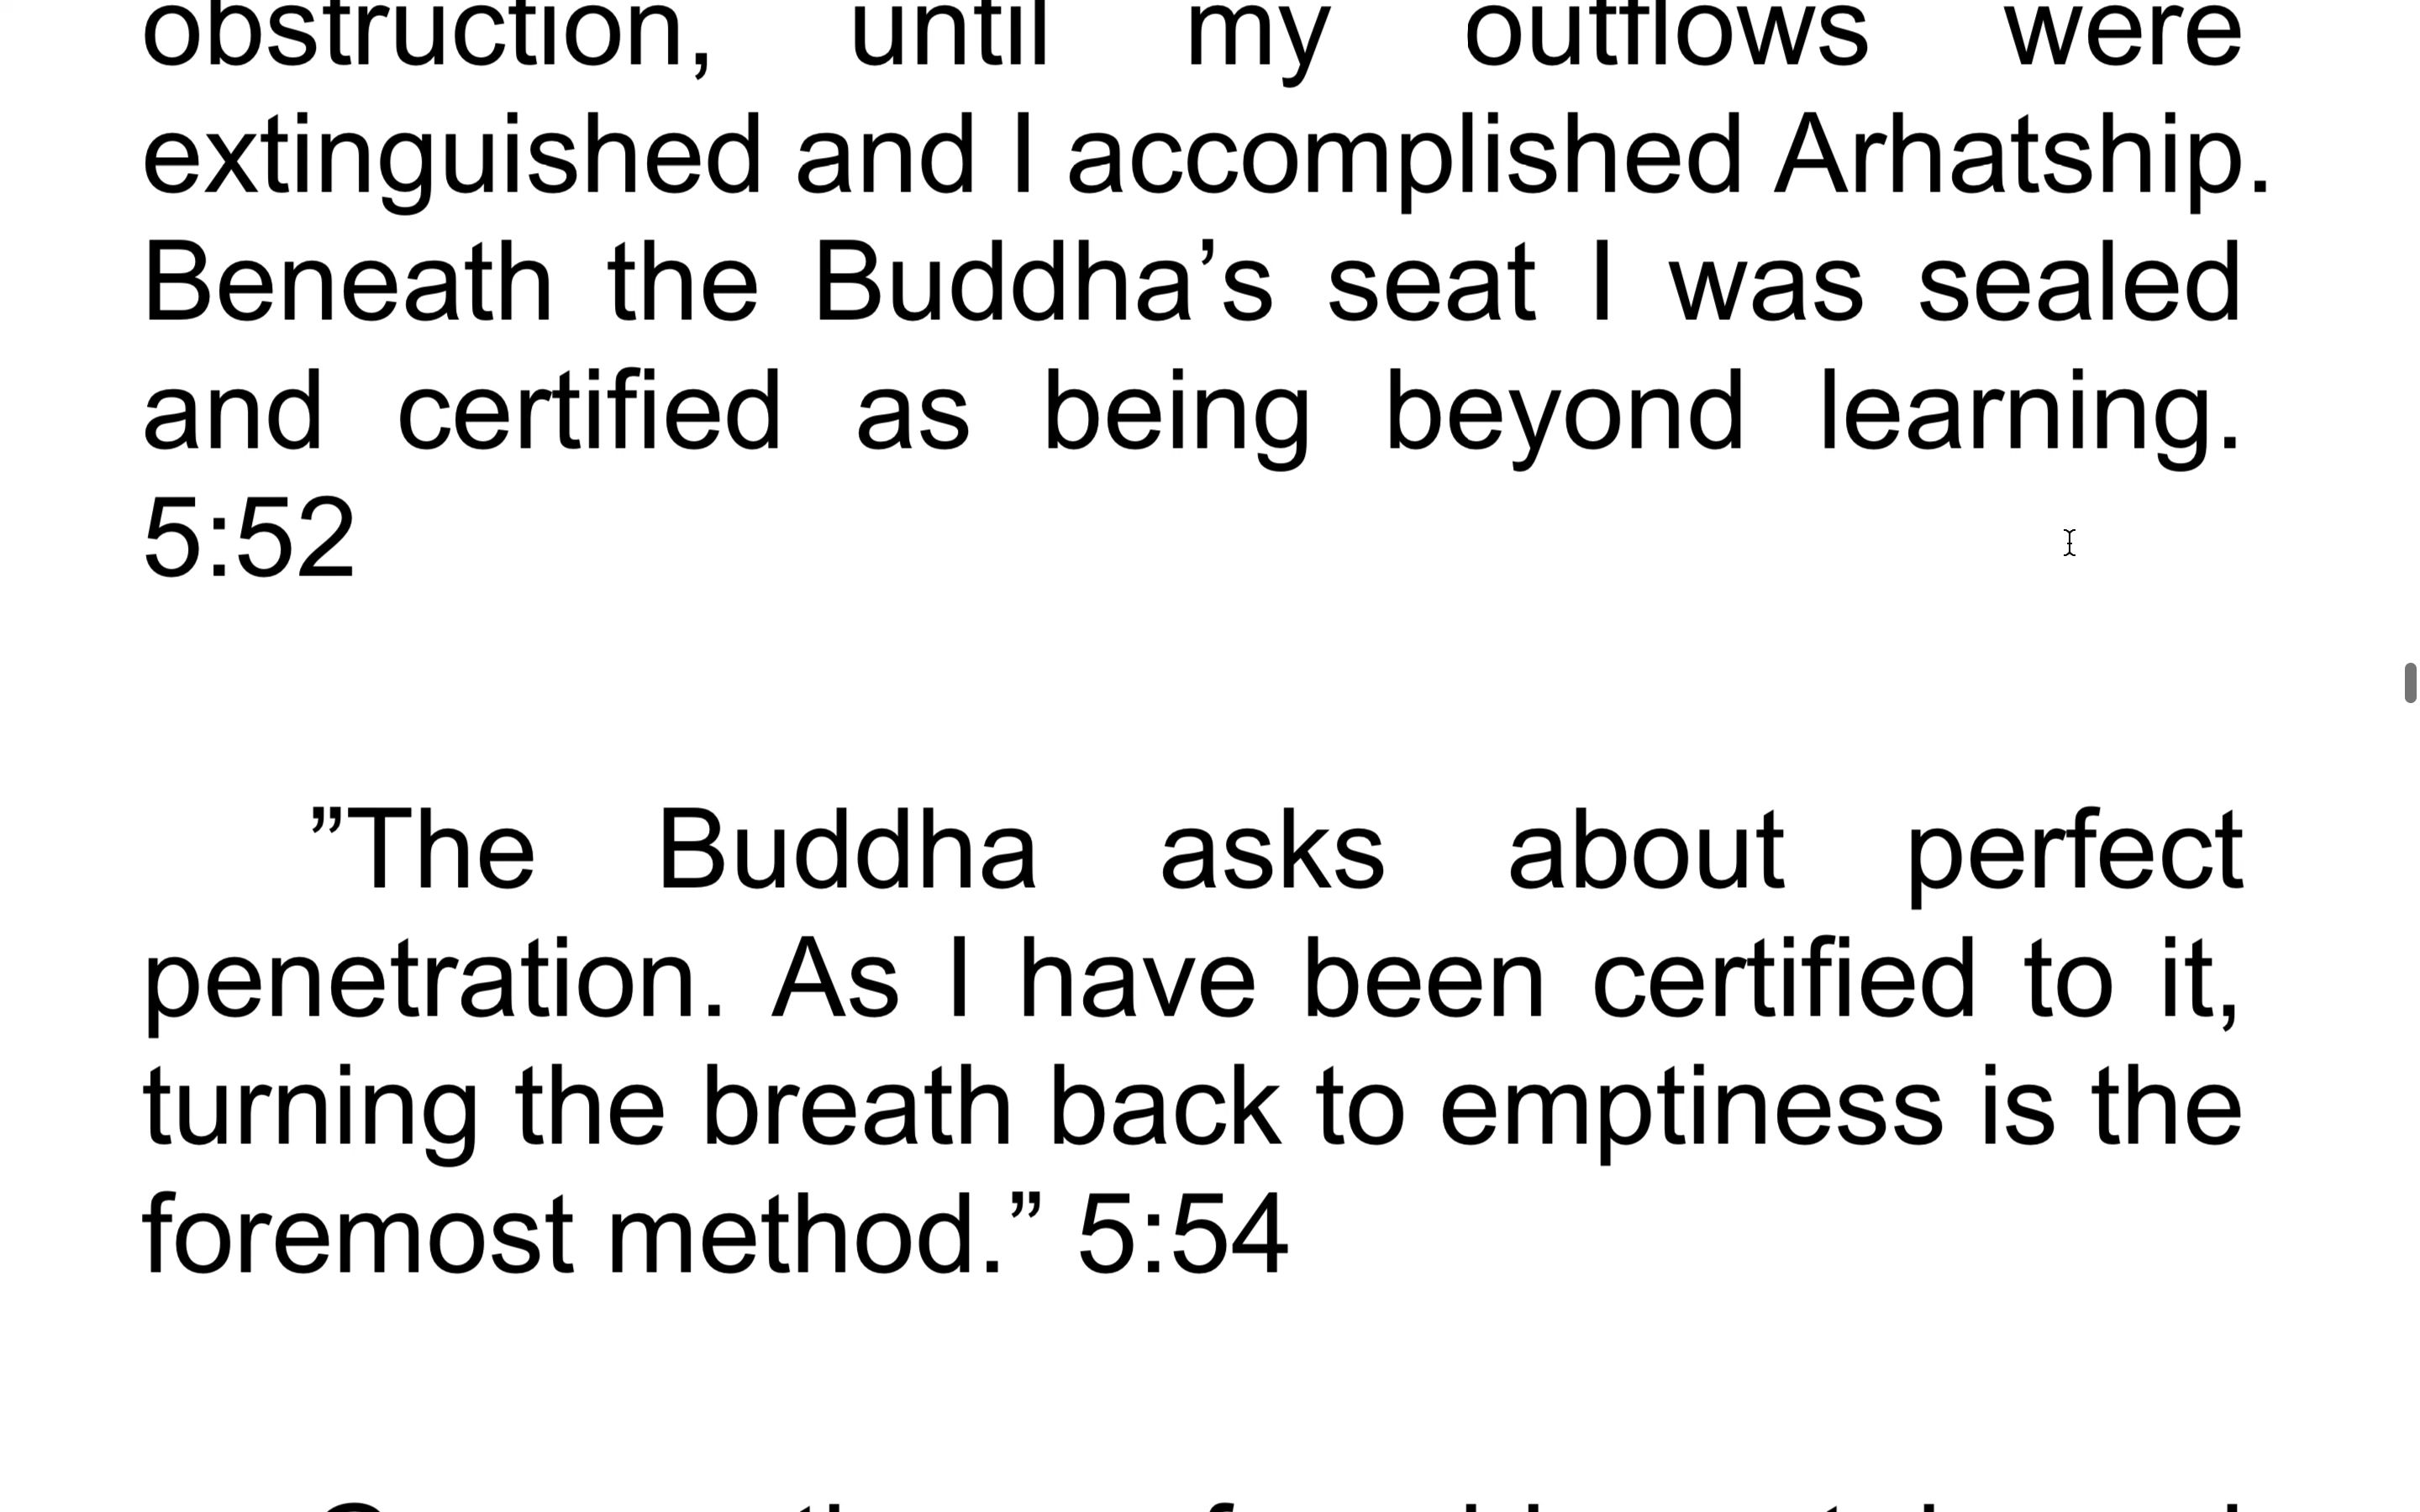 obstruction, until my outflows were
extinguished and I accomplished Arhatship.
Beneath the Buddha’s seat I was sealed
and certified as being beyond learning.
5:52
”The Buddha asks about perfect
penetration. As I have been certified to it,
turning the breath back to emptiness is the
foremost method.” 5:54